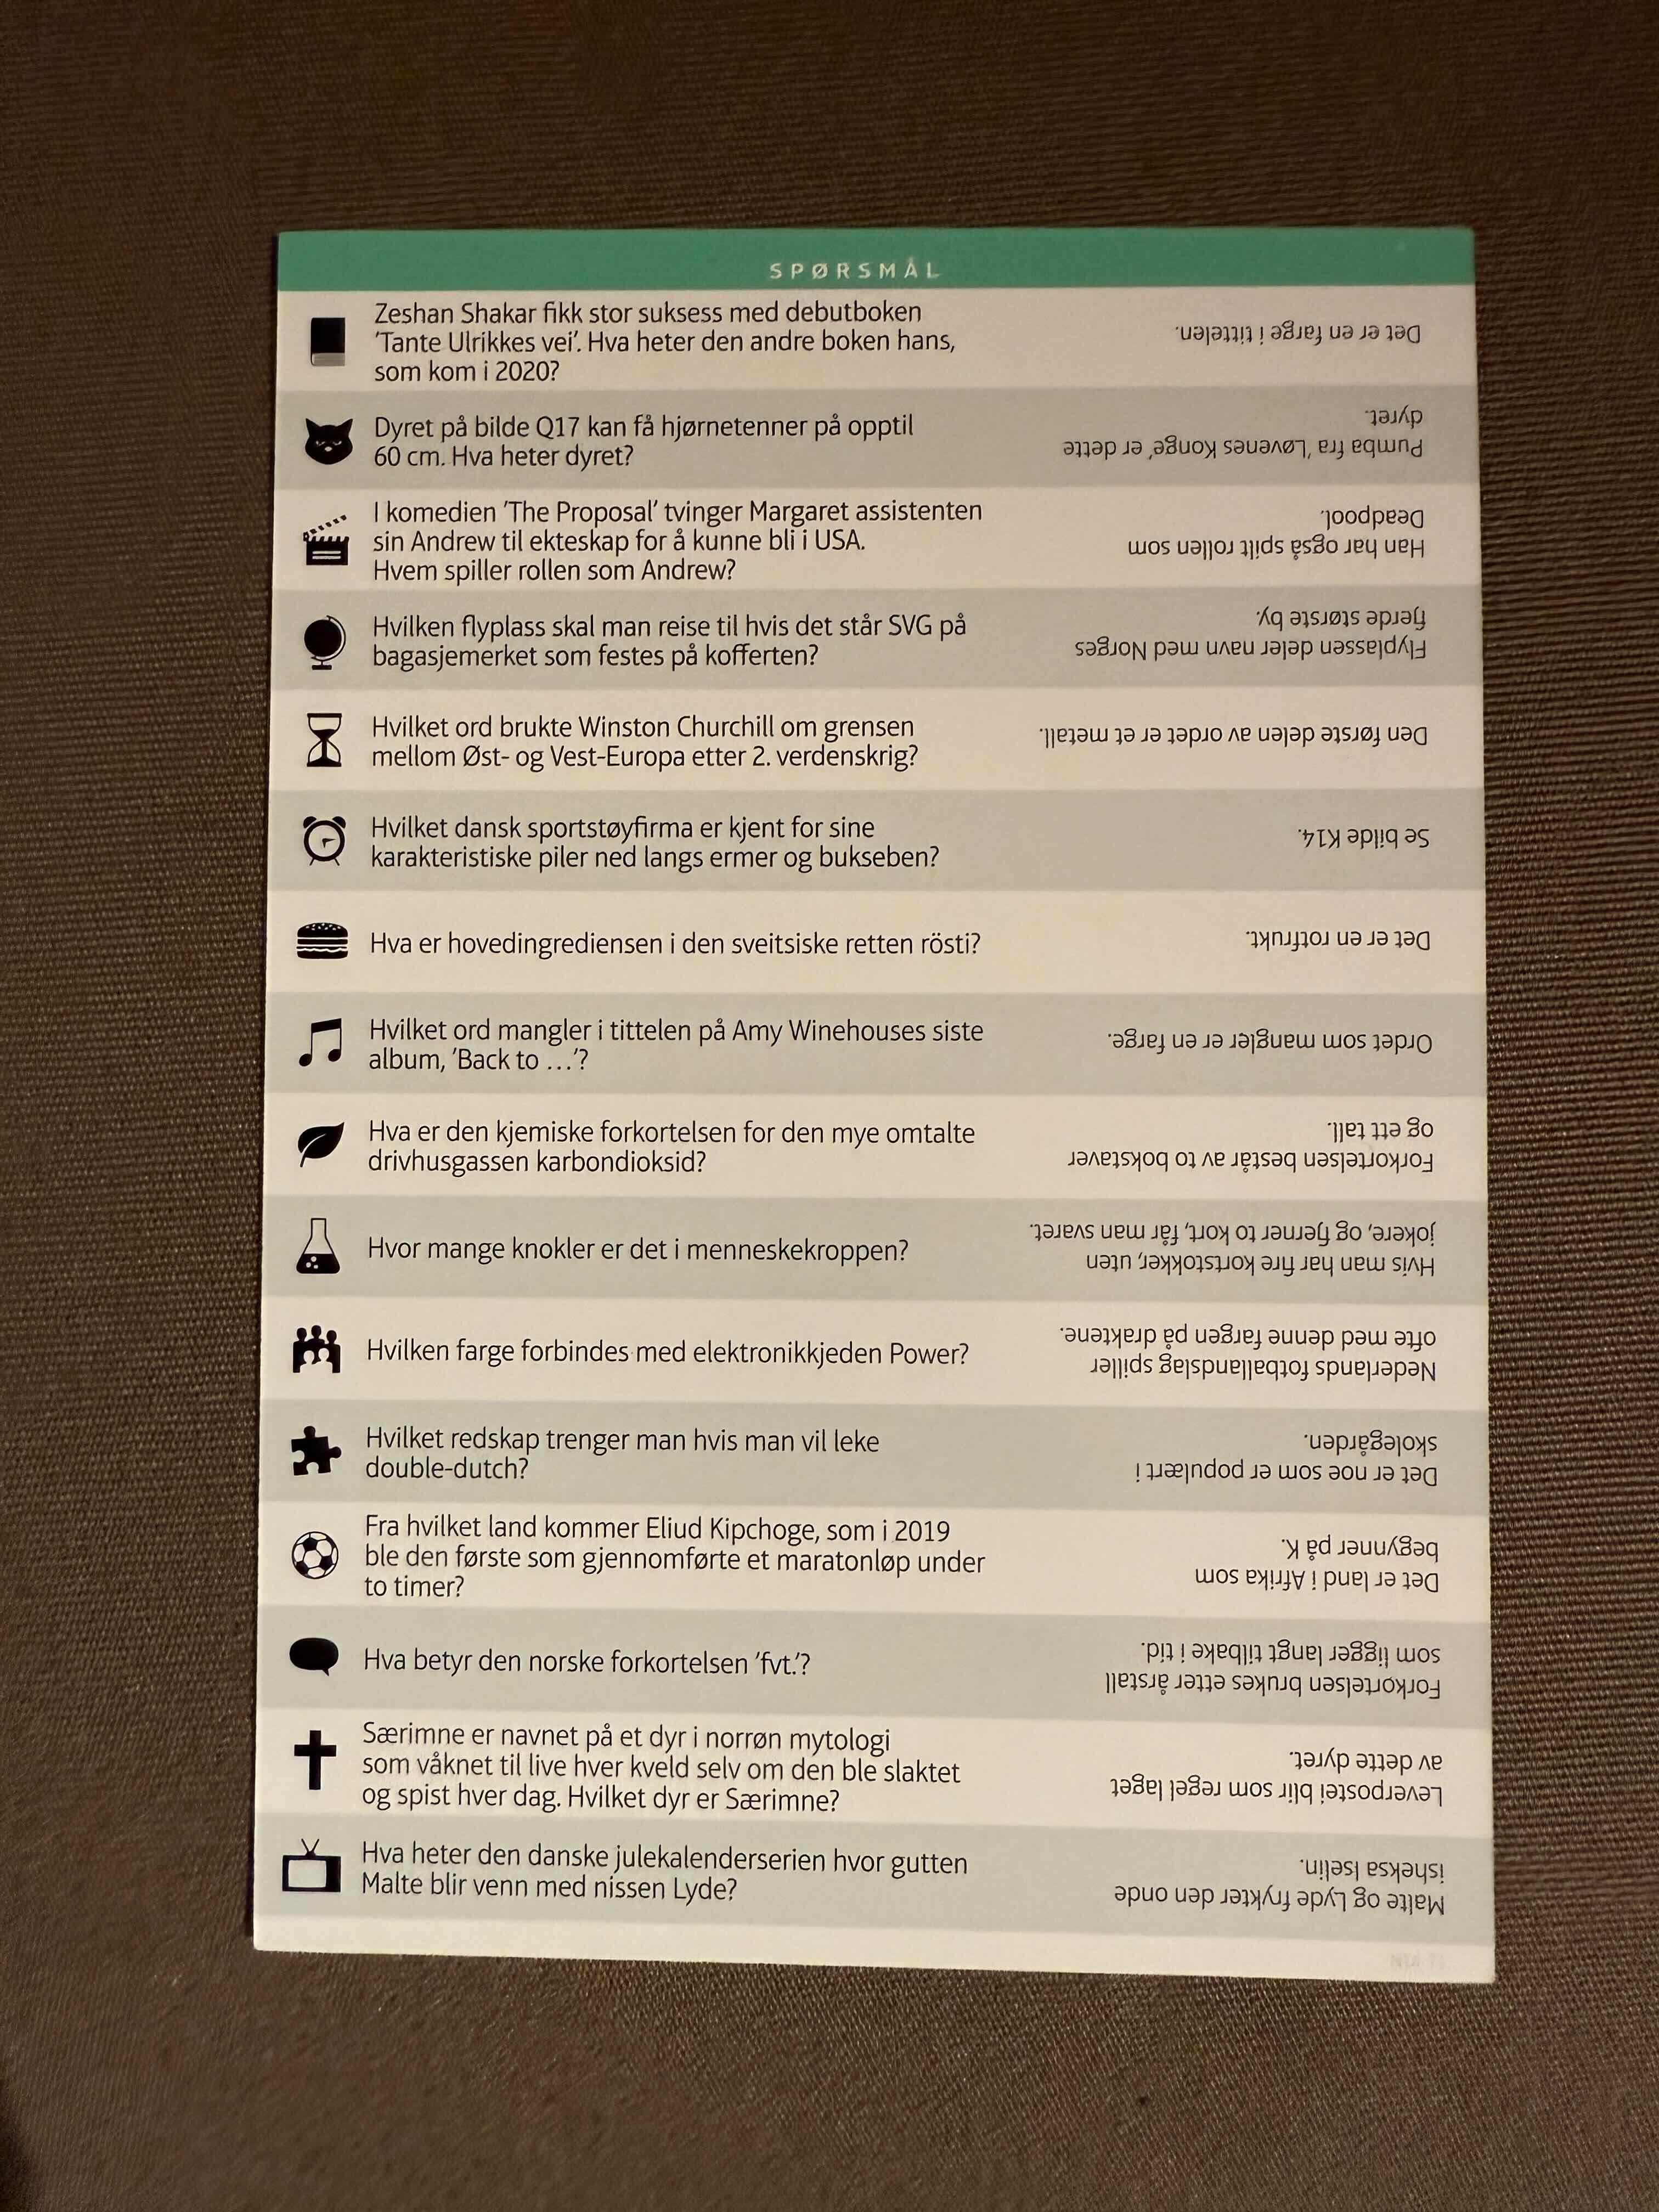 SPØRSMÅL
Zeshan Shakar fikk stor suksess med debutboken
'Tante Ulrikkes vei'. Hva heter den andre boken hans,
som kom i 2020?
Det er en farge i tittelen.
Dyret på bilde Q17 kan få hjørnetenner på opptil
60 cm. Hva heter dyret?
Pumba fra 'Løvenes Konge' er dette
dyret.
I komedien 'The Proposal' tvinger Margaret assistenten
sin Andrew til ekteskap for å kunne bli i USA.
Hvem spiller rollen som Andrew?
Han har også spilt rollen som
Deadpool.
Hvilken flyplass skal man reise til hvis det står SVG på
bagasjemerket som festes på kofferten?
Flyplassen deler navn med Norges
fjerde største by.
Hvilket ord brukte Winston Churchill om grensen
mellom Øst- og Vest-Europa etter 2. verdenskrig?
Den første delen av ordet er et metall.
Hvilket dansk sportstøyfirma er kjent for sine
karakteristiske piler ned langs ermer og bukseben?
Se bilde K14.
Hva er hovedingrediensen i den sveitsiske retten rösti?
Det er en rotfrukt.
Hvilket ord mangler i tittelen på Amy Winehouses siste
album, 'Back to ...'?
Ordet som mangler er en farge.
Hva er den kjemiske forkortelsen for den mye omtalte
drivhusgassen karbondioksid?
Forkortelsen består av to bokstaver
og ett tall.
Hvor mange knokler er det i menneskekroppen?
Hvis man har fire kortstokker, uten
jokere, og fjerner to kort, får man svaret.
Hvilken farge forbindes med elektronikkjeden Power?
Nederlands fotballandslag spiller
ofte med denne fargen på draktene.
Hvilket redskap trenger man hvis man vil leke
double-dutch?
Det er noe som er populært i
skolegården.
Fra hvilket land kommer Eliud Kipchoge, som i 2019
ble den første som gjennomførte et maratonløp under
to timer?
Det er land i Afrika som
begynner på K.
Hva betyr den norske forkortelsen 'fvt.'?
Forkortelsen brukes etter årstall
som ligger langt tilbake i tid.
Særimne er navnet på et dyr i norrøn mytologi
som våknet til live hver kveld selv om den ble slaktet
og spist hver dag. Hvilket dyr er Særimne?
Leverpostei blir som regel laget
av dette dyret.
Hva heter den danske julekalenderserien hvor gutten
Malte blir venn med nissen Lyde?
Malte og Lyde frykter den onde
isheksa Iselin.